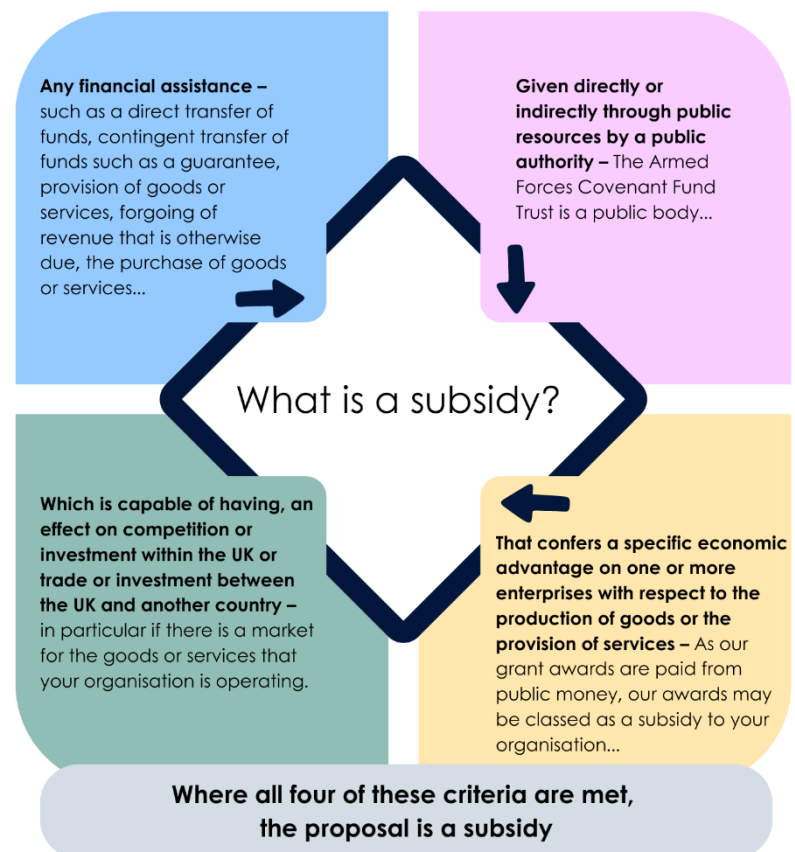 Any financial assistance –
such as a direct transfer of
funds, contingent transfer of
funds such as a guarantee,
provision of goods or
services, forgoing of
revenue that is otherwise
due, the purchase of goods
or services...
Given directly or
indirectly through public
resources by a public
authority – The Armed
Forces Covenant Fund
Trust is a public body...
What is a subsidy?
Which is capable of having, an
effect on competition or
investment within the UK or
trade or investment between
the UK and another country –
in particular if there is a market
for the goods or services that
your organisation is operating.
That confers a specific economic
advantage on one or more
enterprises with respect to the
production of goods or the
provision of services – As our
grant awards are paid from
public money, our awards may
be classed as a subsidy to your
organisation...
Where all four of these criteria are met,
the proposal is a subsidy